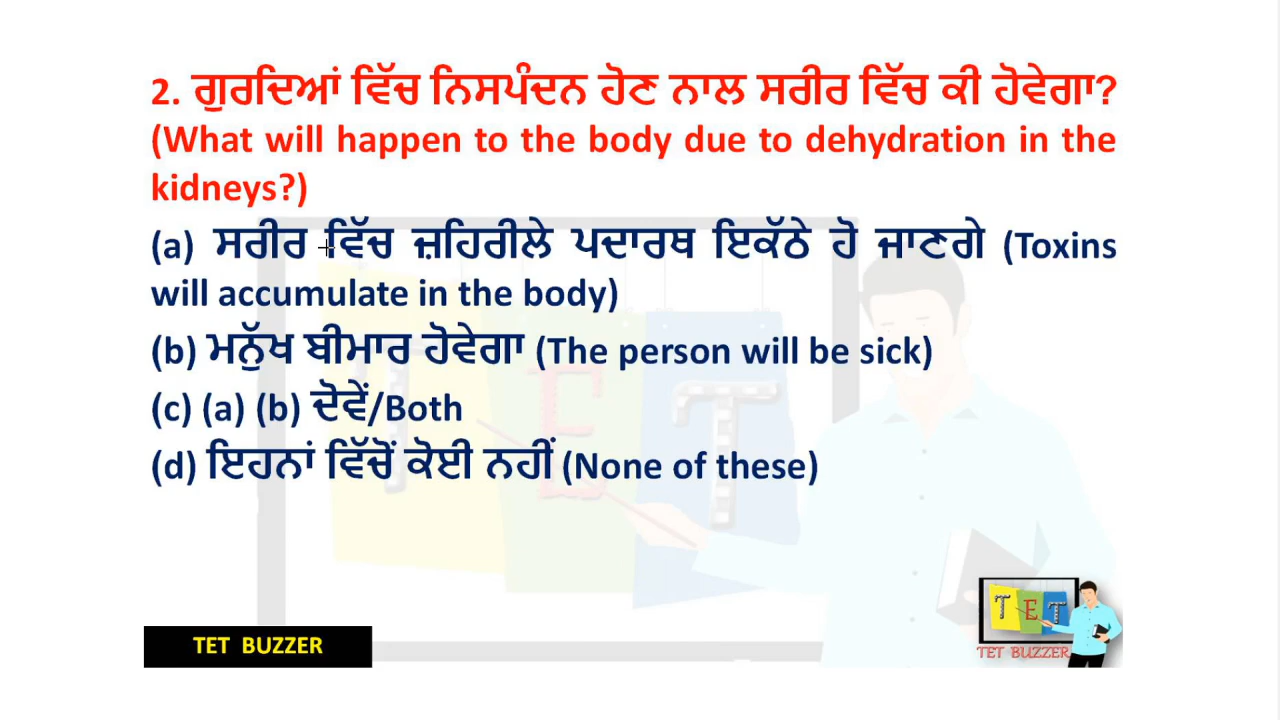 2. ਗੁਰਦਿਆਂ ਵਿੱਚ ਨਿਸਪੰਦਨ ਹੋਣ ਨਾਲ ਸਰੀਰ ਵਿੱਚ ਕੀ ਹੋਵੇਗਾ?
(What will happen to the body due to dehydration in the
kidneys?)
(a) ਸਰੀਰ ਵਿੱਚ ਜ਼ਹਿਰੀਲੇ ਪਦਾਰਥ ਇਕੱਠੇ ਹੋ ਜਾਣਗੇ (Toxins
will accumulate in the body)
(b) ਮਨੁੱਖ ਬੀਮਾਰ ਹੋਵੇਗਾ (The person will be sick)
(c) (a) (b) ਦੋਵੇਂ/Both
(d) ਇਹਨਾਂ ਵਿੱਚੋਂ ਕੋਈ ਨਹੀਂ (None of these)
TET
TET BUZZER
TET
TET BUZZER